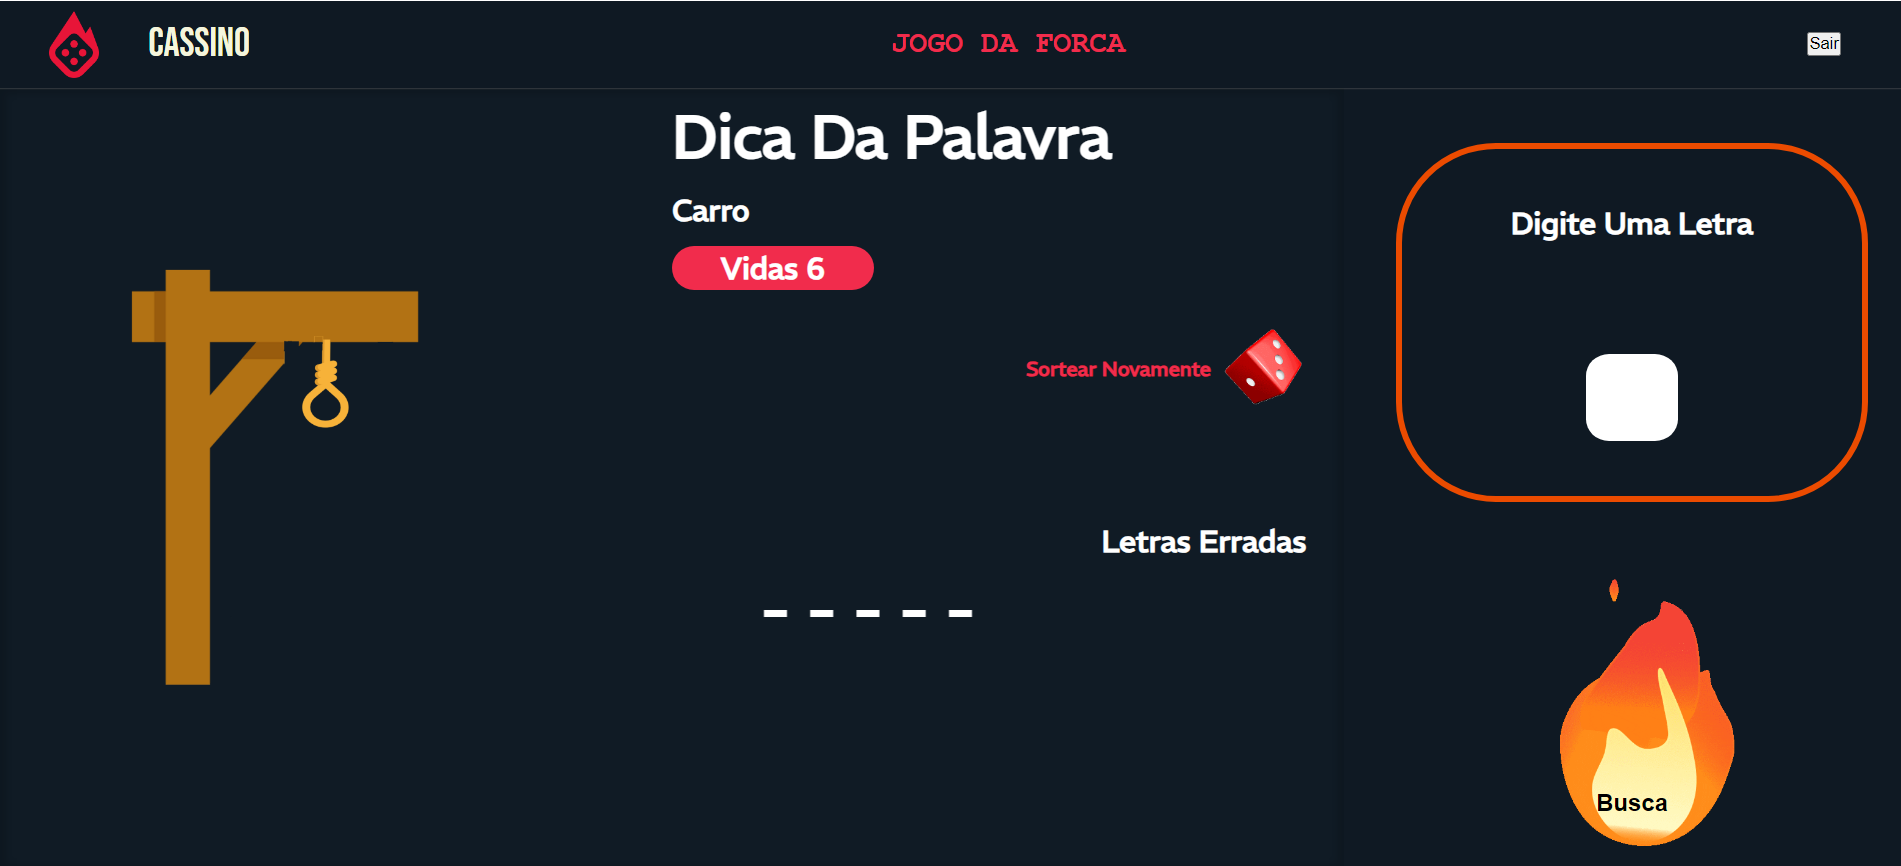 CASSINO
JOGO DA FORCA
Sair
Dica Da Palavra
Carro
Vidas 6
Digite Uma Letra
Sortear Novamente
Letras Erradas
- - - - -
Busca